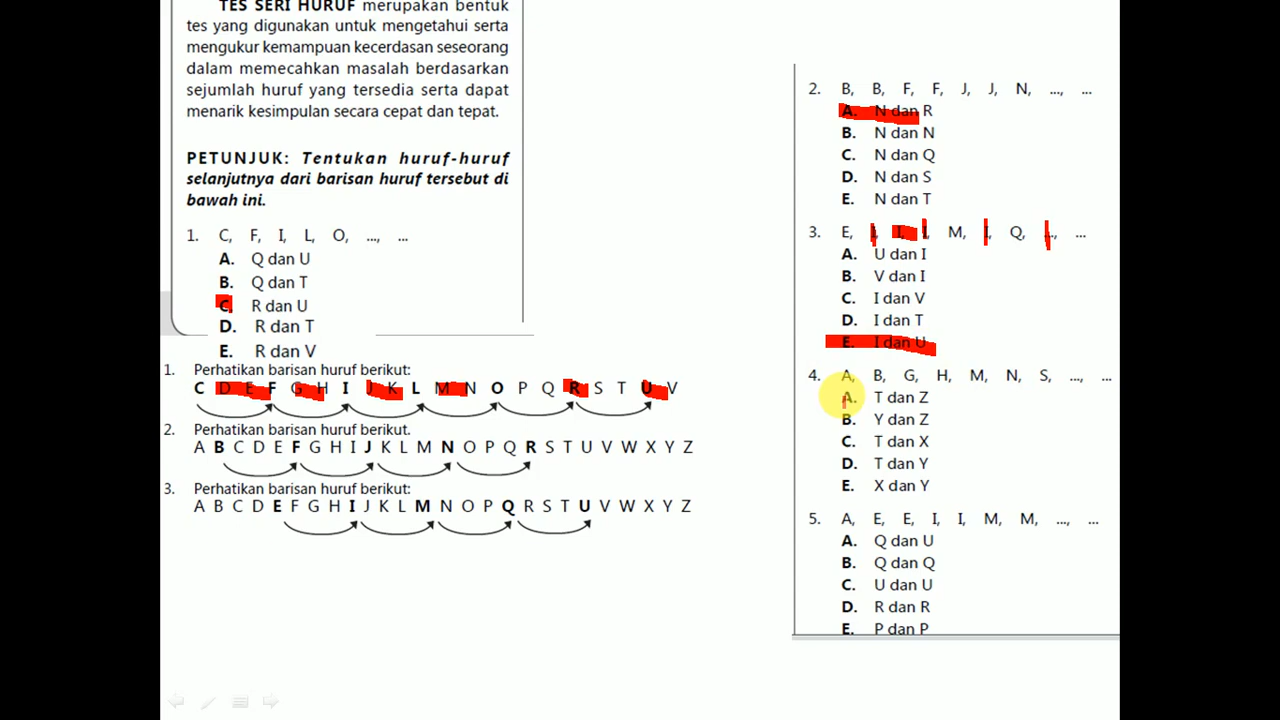 TES SERI HURUF merupakan bentuk
tes yang digunakan untuk mengetahui serta
mengukur kemampuan kecerdasan seseorang
dalam memecahkan masalah berdasarkan
sejumlah huruf yang tersedia serta dapat
menarik kesimpulan secara cepat dan tepat.
PETUNJUK: Tentukan huruf-huruf
selanjutnya dari barisan huruf tersebut di
bawah ini.
1. C, F, I, L, O, ..., ...
A. Q dan U
B. Q dan T
C. R dan U
D. R dan T
E. R dan V
1. Perhatikan barisan huruf berikut:
C D E F G H I J K L M N O P Q R S T U V
2. Perhatikan barisan huruf berikut.
A B C D E F G H I J K L M N O P Q R S T U V W X Y Z
3. Perhatikan barisan huruf berikut:
A B C D E F G H I J K L M N O P Q R S T U V W X Y Z
2. B, B, F, F, J, J, N, ..., ...
A. N dan R
B. N dan N
C. N dan Q
D. N dan S
E. N dan T
3. E, I, M, I, Q, ..., ...
A. U dan I
B. V dan I
C. I dan V
D. I dan T
E. I dan U
4. A, B, G, H, M, N, S, ..., ...
A. T dan Z
B. Y dan Z
C. T dan X
D. T dan Y
E. X dan Y
5. A, E, E, I, I, M, M, ..., ...
A. Q dan U
B. Q dan Q
C. U dan U
D. R dan R
E. P dan P